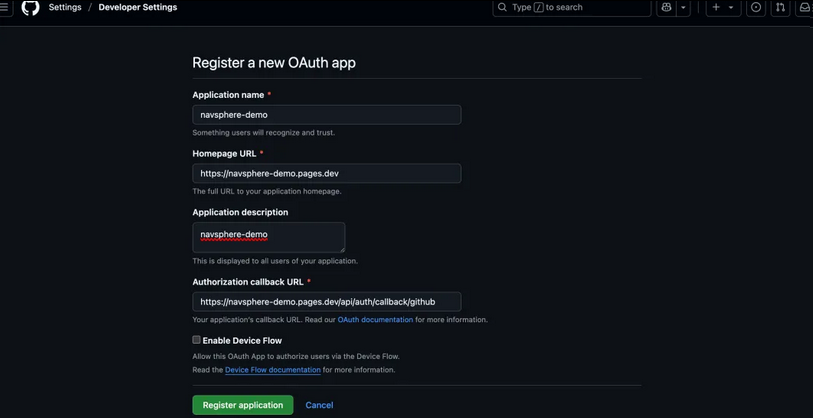 Settings / Developer Settings
Type / to search
Register a new OAuth app
Application name *
navsphere-demo
Something users will recognize and trust.
Homepage URL *
https://navsphere-demo.pages.dev
The full URL to your application homepage.
Application description
navsphere-demo
This is displayed to all users of your application.
Authorization callback URL *
https://navsphere-demo.pages.dev/api/auth/callback/github
Your application's callback URL. Read our OAuth documentation for more information.
Enable Device Flow
Allow this OAuth App to authorize users via the Device Flow.
Read the Device Flow documentation for more information.
Register application
Cancel